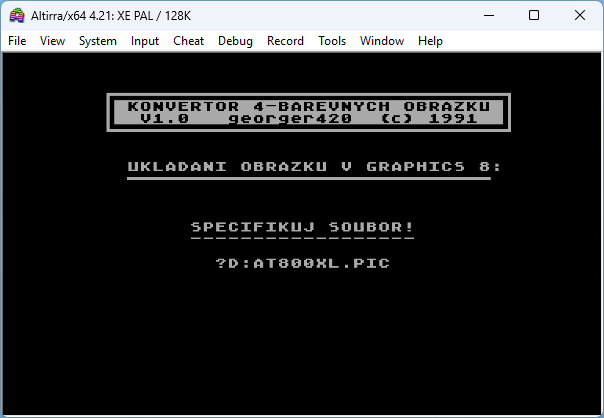 Altirra/x64 4.21: XE PAL / 128K
File View System Input Cheat Debug Record Tools Window Help
KONVERTOR 4-BAREVNYCH OBRAZKU
V1.0 georger420 (c) 1991
UKLADANI OBRAZKU V GRAPHICS 8:
SPECIFIKUJ SOUBOR!
?D:AT800XL.PIC